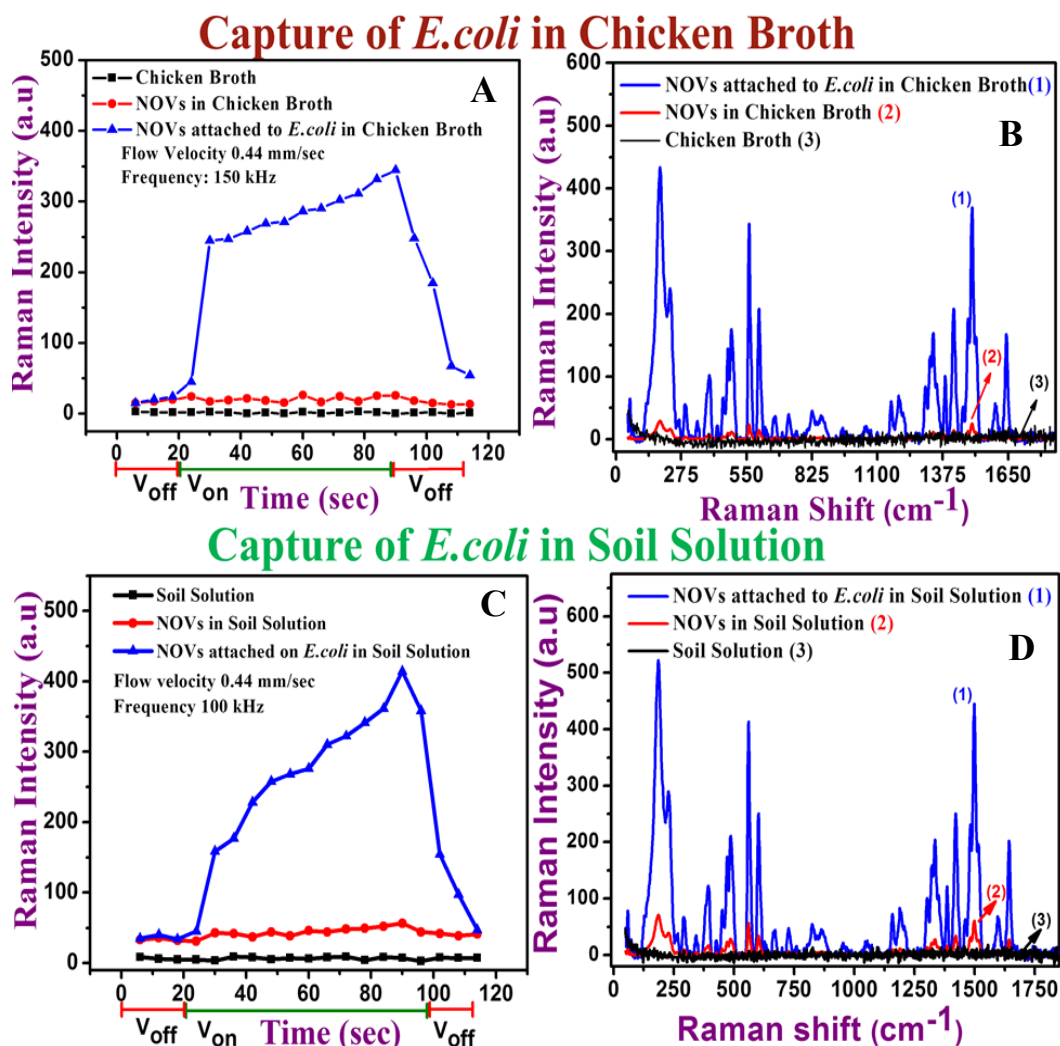 Capture of E.coli in Chicken Broth
Raman Intensity (a.u)
500
400
300
200
100
0
Chicken Broth
NOVs in Chicken Broth
NOVs attached to E.coli in Chicken Broth
Flow Velocity 0.44 mm/sec
Frequency: 150 kHz
A
0 20 40 60 80 100 120
Voff Von Voff
Time (sec)
Raman Intensity (a.u)
600
500
400
300
200
100
0
NOVs attached to E.coli in Chicken Broth(1)
NOVs in Chicken Broth (2)
Chicken Broth (3)
B
(1)
(2)
(3)
0 275 550 825 1100 1375 1650
Raman Shift (cm-1)
Capture of E.coli in Soil Solution
Raman Intensity (a.u)
500
400
300
200
100
0
Soil Solution
NOVs in Soil Solution
NOVs attached on E.coli in Soil Solution
Flow velocity 0.44 mm/sec
Frequency 100 kHz
C
0 20 40 60 80 100 120
Voff Von Voff
Time (sec)
Raman Intensity (a.u)
600
500
400
300
200
100
0
NOVs attached to E.coli in Soil Solution (1)
NOVs in Soil Solution (2)
Soil Solution (3)
D
(1)
(2)
(3)
0 250 500 750 1000 1250 1500 1750
Raman shift (cm-1)